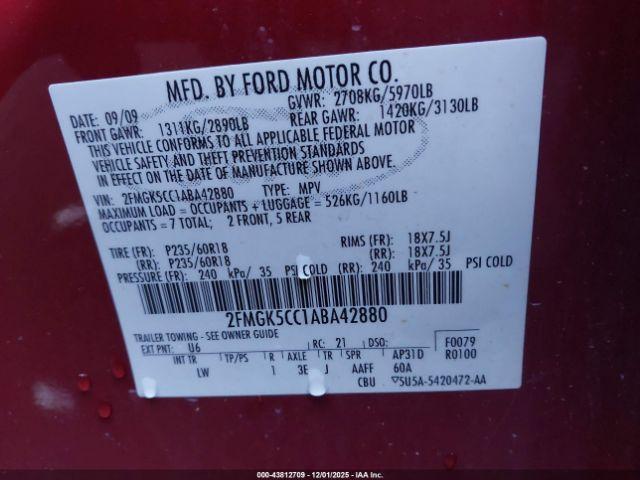 MFD. BY FORD MOTOR CO.
DATE: 09/09 GVWR: 2708KG/5970LB
FRONT GAWR: 1311KG/2890LB REAR GAWR: 1420KG/3130LB
THIS VEHICLE CONFORMS TO ALL APPLICABLE FEDERAL MOTOR
VEHICLE SAFETY AND THEFT PREVENTION STANDARDS
IN EFFECT ON THE DATE OF MANUFACTURE SHOWN ABOVE.
VIN: 2FMGK5CC1ABA42880 TYPE: MPV
MAXIMUM LOAD = OCCUPANTS + LUGGAGE = 526KG/1160LB
OCCUPANTS = 7 TOTAL; 2 FRONT, 5 REAR
TIRE (FR): P235/60R18 RIMS (FR): 18X7.5J
(RR): P235/60R18 (RR): 18X7.5J
PRESSURE (FR): 240 kPa/ 35 PSI COLD (RR): 240 kPa/ 35 PSI COLD
2FMGK5CC1ABA42880
TRAILER TOWING - SEE OWNER GUIDE
EXT PNT: U6 RC: 21 DSO: F0079
INT TR TP/PS R AXLE TR SPR AP31D R0100
LW 1 3E J AAFF 60A
CBU 5U5A-5420472-AA
000-43812709 - 12/01/2025 - IAAI.com